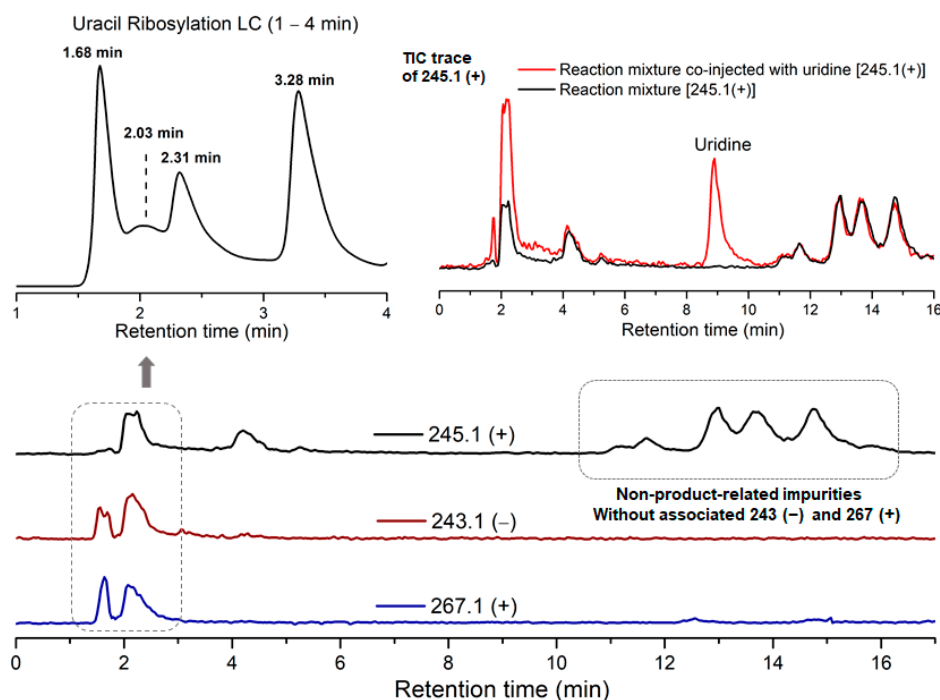 Uracil Ribosylation LC (1 – 4 min)
1.68 min
2.03 min
2.31 min
3.28 min
1 2 3 4
Retention time (min)
TIC trace
of 245.1 (+)
Reaction mixture co-injected with uridine [245.1(+)]
Reaction mixture [245.1(+)]
Uridine
0 2 4 6 8 10 12 14 16
Retention time (min)
245.1 (+)
Non-product-related impurities
Without associated 243 (−) and 267 (+)
243.1 (−)
267.1 (+)
0 2 4 6 8 10 12 14 16
Retention time (min)